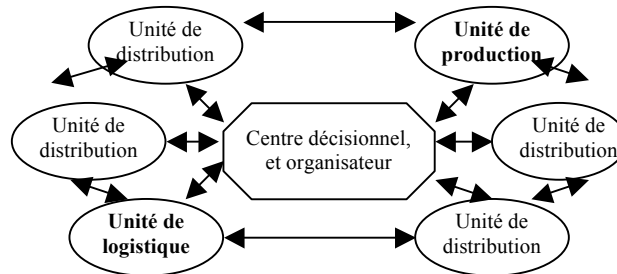 Unité de
distribution
Unité de
production
Unité de
distribution
Centre décisionnel,
et organisateur
Unité de
distribution
Unité de
logistique
Unité de
distribution